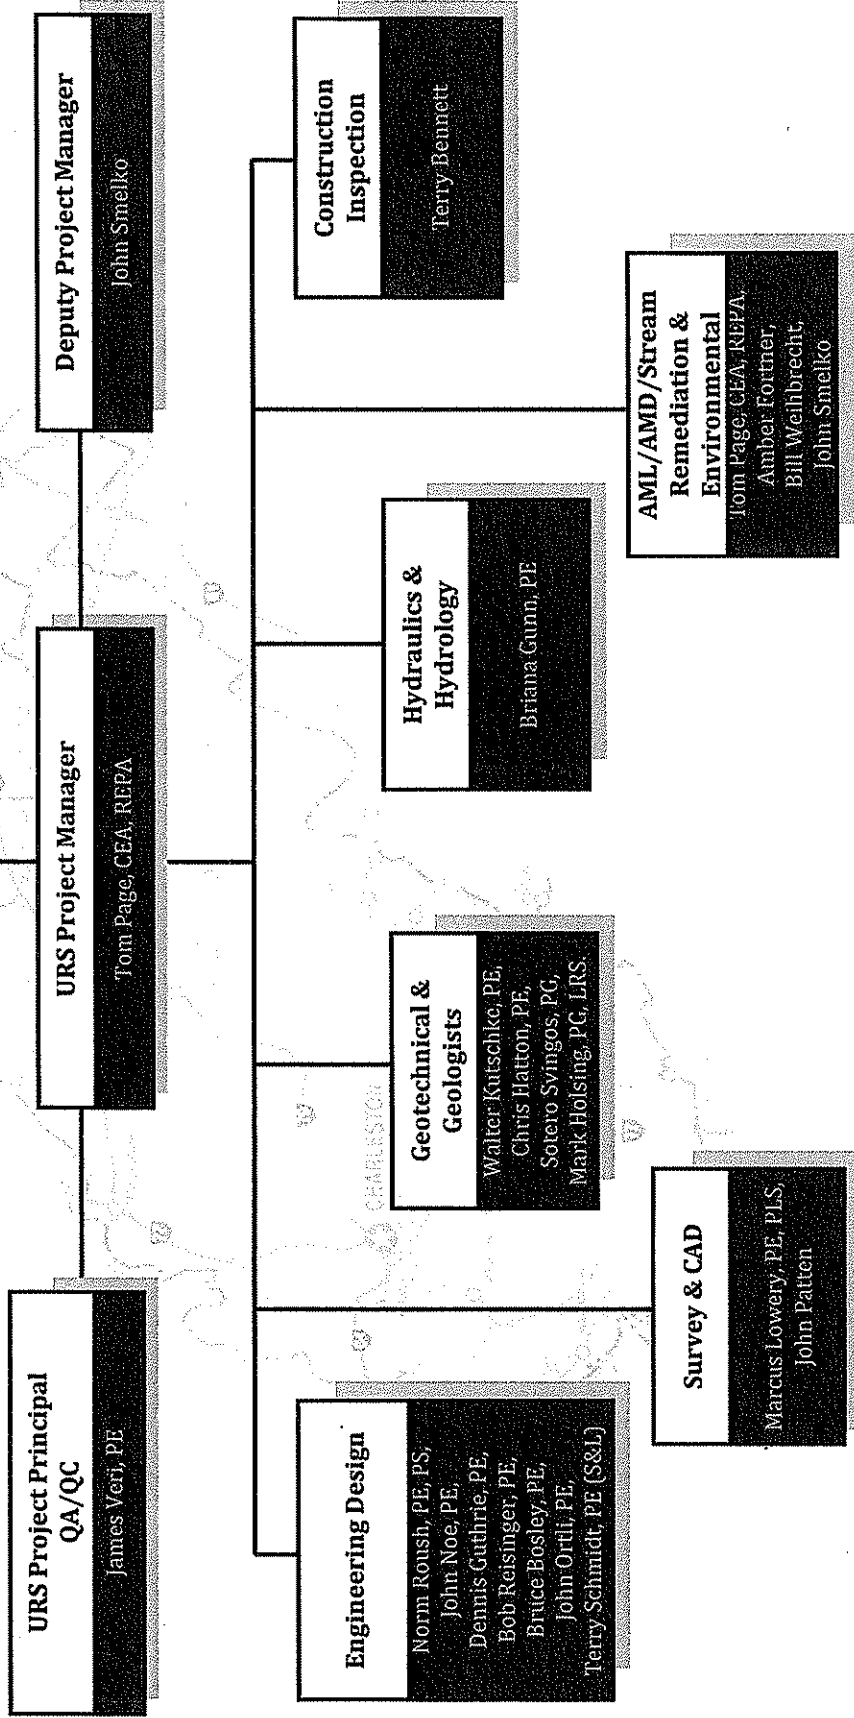 URS Project Principal
QA/QC
James Veri, PE
URS Project Manager
Tom Page, CEA, REPA
Deputy Project Manager
John Smelko
Engineering Design
Norm Roush, PE, PS,
John Noe, PE,
Dennis Guthrie, PE,
Bob Reisinger, PE,
Bruce Bosley, PE,
John Ortli, PE,
Terry Schmidt, PE (S&L)
Survey & CAD
Marcus Lowery, PE, PLS,
John Patten
Geotechnical &
Geologists
Walter Kutschke, PE,
Chris Hatton, PE,
Sotero Svingos, PG,
Mark Holsing, PG, LRS.
Hydraulics &
Hydrology
Briana Gunn, PE
AML/AMD/Stream
Remediation &
Environmental
Tom Page, CEA, REPA,
Amber Fortner,
Bill Weihbrecht,
John Smelko
Construction
Inspection
Terry Bennett
CHARLESTON